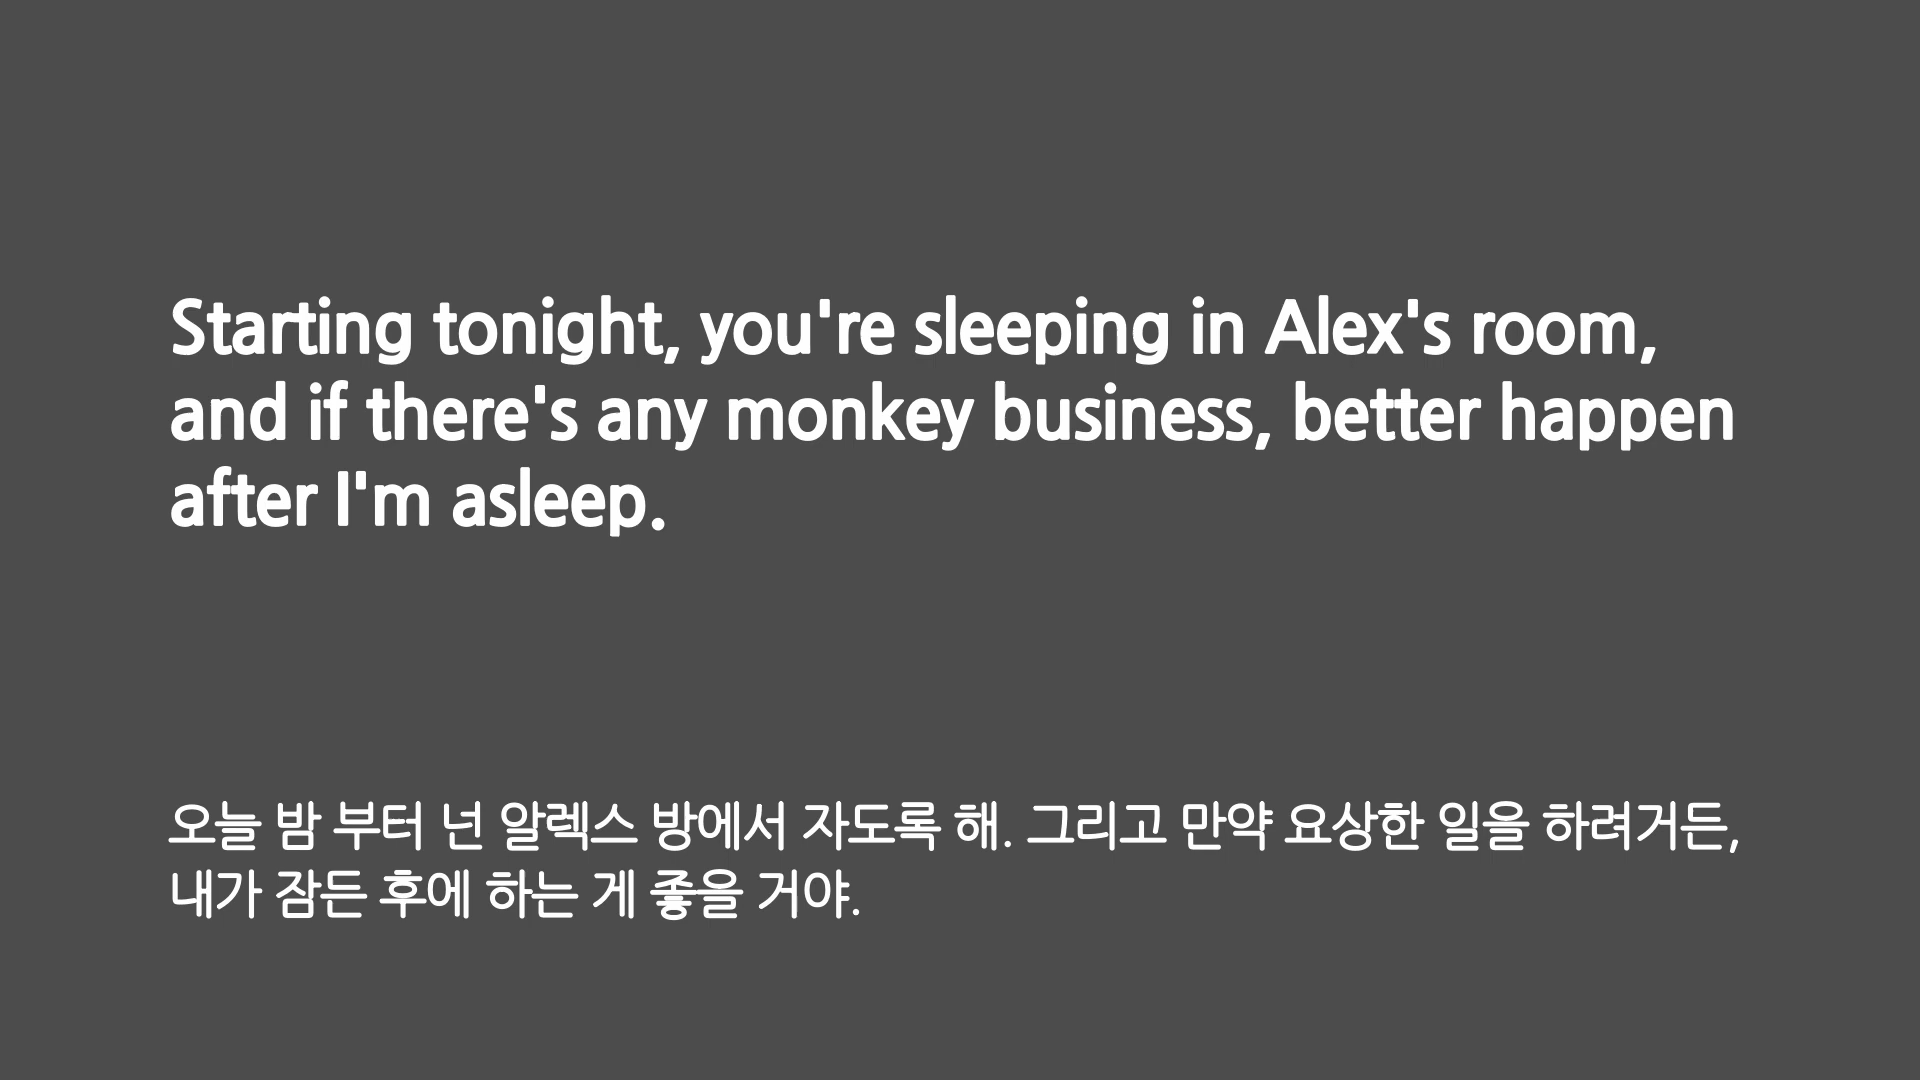 Starting tonight, you're sleeping in Alex's room,
and if there's any monkey business, better happen
after I'm asleep.
오늘 밤 부터 넌 알렉스 방에서 자도록 해. 그리고 만약 요상한 일을 하려거든,
내가 잠든 후에 하는 게 좋을 거야.